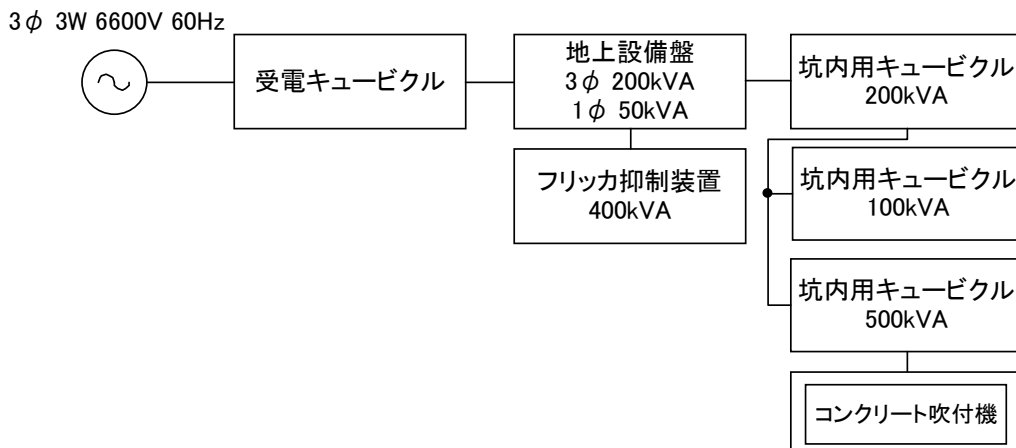 3φ 3W 6600V 60Hz
受電キュービクル
地上設備盤
3φ 200kVA
1φ 50kVA
坑内用キュービクル
200kVA
フリッカ抑制装置
400kVA
坑内用キュービクル
100kVA
坑内用キュービクル
500kVA
コンクリート吹付機